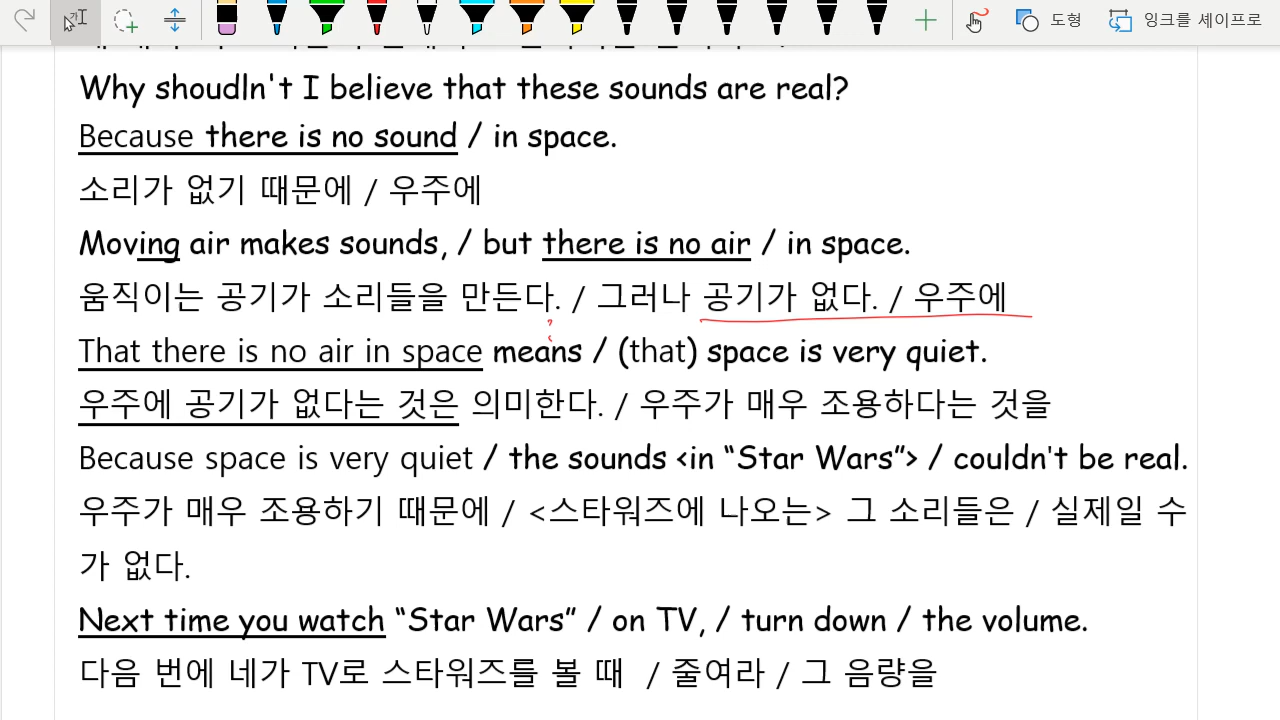 도형
잉크를 셰이프로
Why shoudln't I believe that these sounds are real?
Because there is no sound / in space.
소리가 없기 때문에 / 우주에
Moving air makes sounds, / but there is no air / in space.
움직이는 공기가 소리들을 만든다. / 그러나 공기가 없다. / 우주에
That there is no air in space means / (that) space is very quiet.
우주에 공기가 없다는 것은 의미한다. / 우주가 매우 조용하다는 것을
Because space is very quiet / the sounds <in “Star Wars”> / couldn't be real.
우주가 매우 조용하기 때문에 / <스타워즈에 나오는> 그 소리들은 / 실제일 수
가 없다.
Next time you watch “Star Wars” / on TV, / turn down / the volume.
다음 번에 네가 TV로 스타워즈를 볼 때 / 줄여라 / 그 음량을